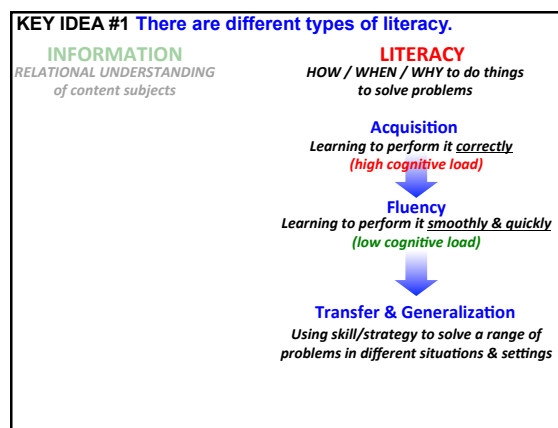 KEY IDEA #1 There are different types of literacy.
INFORMATION
RELATIONAL UNDERSTANDING
of content subjects
LITERACY
HOW / WHEN / WHY to do things
to solve problems
Acquisition
Learning to perform it correctly
(high cognitive load)
Fluency
Learning to perform it smoothly & quickly
(low cognitive load)
Transfer & Generalization
Using skill/strategy to solve a range of
problems in different situations & settings